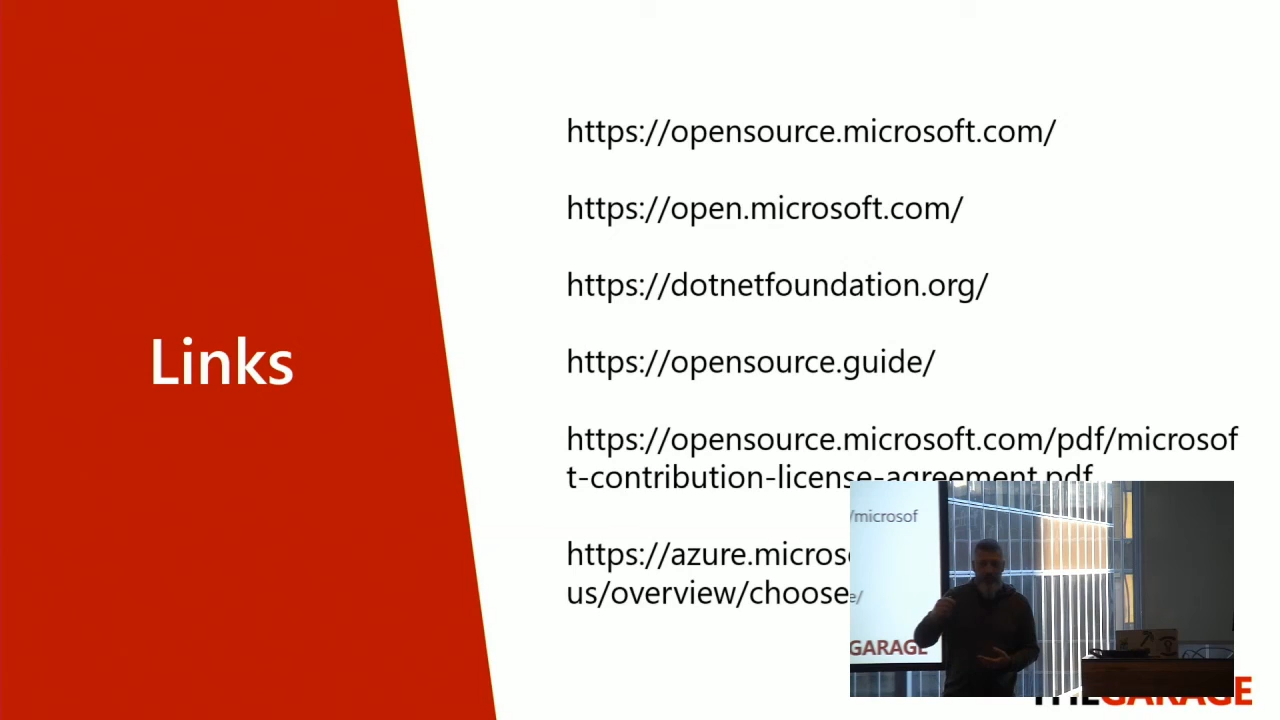 Links
https://opensource.microsoft.com/
https://open.microsoft.com/
https://dotnetfoundation.org/
https://opensource.guide/
https://opensource.microsoft.com/pdf/microsof
t-contribution-license-agreement.pdf
https://azure.micros
us/overview/choose
/microsof
e/
GARAGE
THEGARAGE